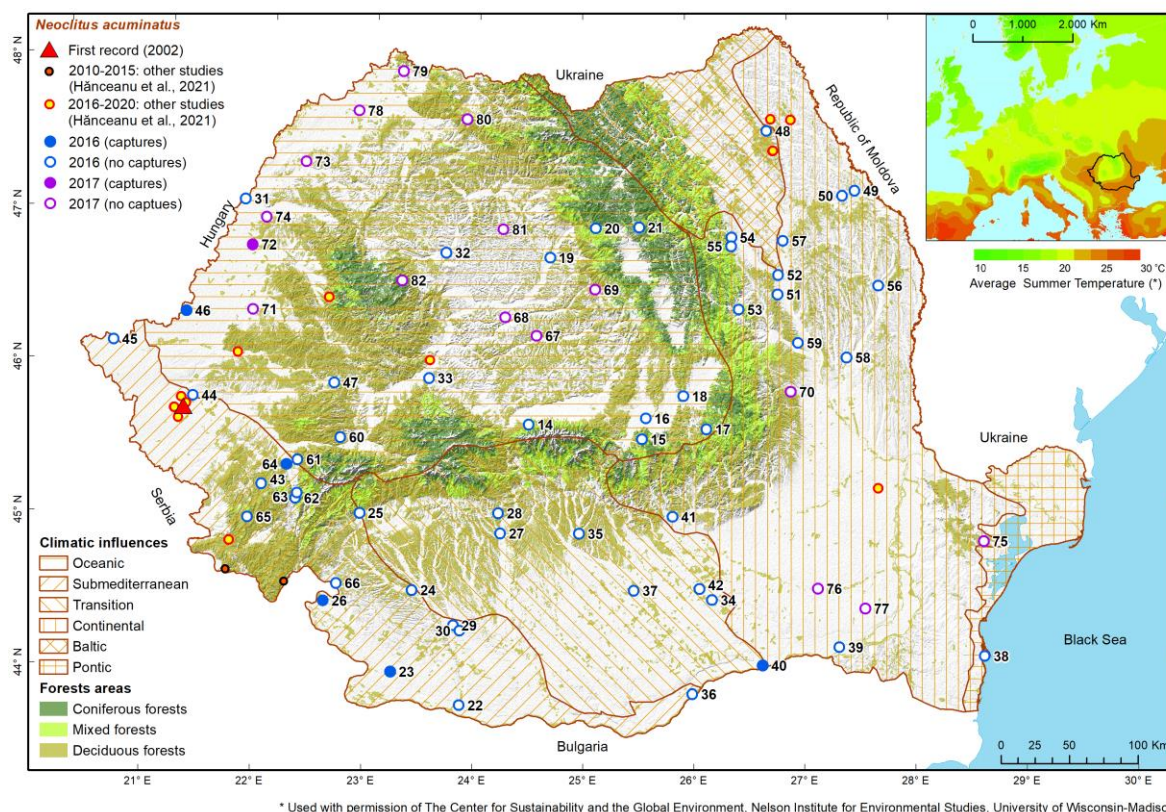 Neoclitus acuminatus
First record (2002)
2010-2015: other studies
(Hănceanu et al., 2021)
2016-2020: other studies
(Hănceanu et al., 2021)
2016 (captures)
2016 (no captures)
2017 (captures)
2017 (no captues)
48° N
47° N
46° N
45° N
44° N
Ukraine
Republic of Moldova
Hungary
Serbia
Bulgaria
Ukraine
Black Sea
0 1.000 2.000 Km
10 15 20 25 30°C
Average Summer Temperature (*)
79
78
80
48
73
31
74
50
49
72
81
20
21
54
55
57
32
19
52
82
69
51
56
46
71
68
53
45
67
59
58
47
33
70
44
18
16
14
17
15
60
61
64
43
63
62
65
25
28
41
27
35
75
66
24
42
37
34
76
26
77
29
30
39
38
23
40
22
36
Climatic influences
Oceanic
Submediterranean
Transition
Continental
Baltic
Pontic
Forests areas
Coniferous forests
Mixed forests
Deciduous forests
0 25 50 100 Km
21° E
22° E
23° E
24° E
25° E
26° E
27° E
28° E
29° E
30° E
* Used with permission of The Center for Sustainability and the Global Environment, Nelson Institute for Environmental Studies, University of Wisconsin-Madiso